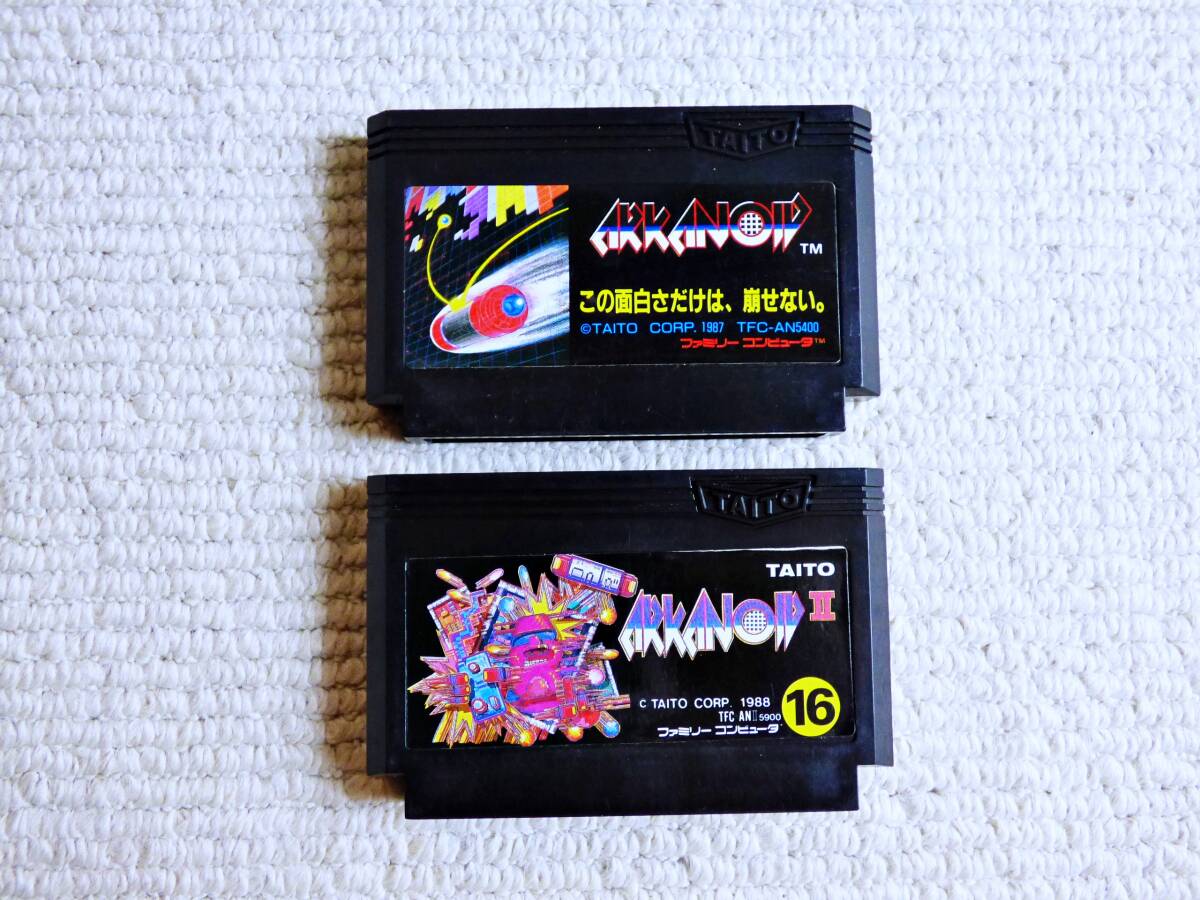 TAITO
ARKANOID TM
この面白さだけは、崩せない。
©TAITO CORP. 1987 TFC-AN5400
ファミリー コンピュータ™
TAITO
TAITO
ARKANOID II
© TAITO CORP. 1988
TFC ANII 5900
ファミリー コンピュータ
16